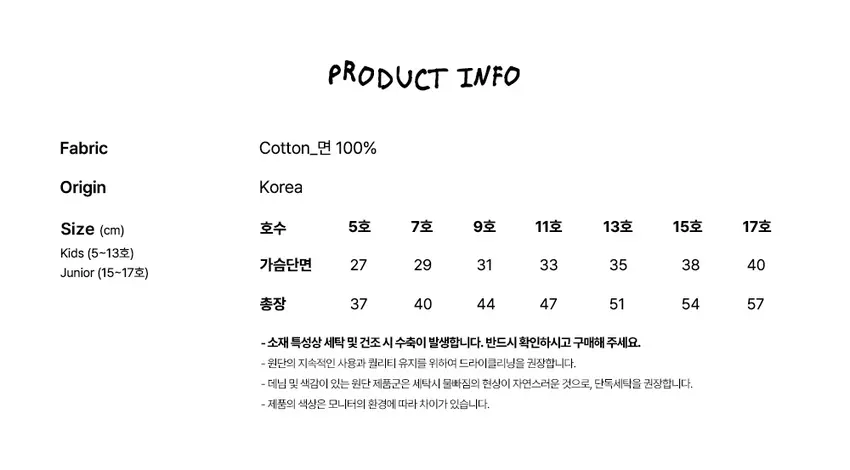 PRODUCT INFO
Fabric Cotton_면 100%
Origin Korea
Size (cm) 호수 5호 7호 9호 11호 13호 15호 17호
Kids (5~13호)
Junior (15~17호)
가슴단면 27 29 31 33 35 38 40
총장 37 40 44 47 51 54 57
- 소재 특성상 세탁 및 건조 시 수축이 발생합니다. 반드시 확인하시고 구매해 주세요.
- 원단의 지속적인 사용과 퀄리티 유지를 위하여 드라이클리닝을 권장합니다.
- 데님 및 색감이 있는 원단 제품군은 세탁시 물빠짐의 현상이 자연스러운 것으로, 단독세탁을 권장합니다.
- 제품의 색상은 모니터의 환경에 따라 차이가 있습니다.